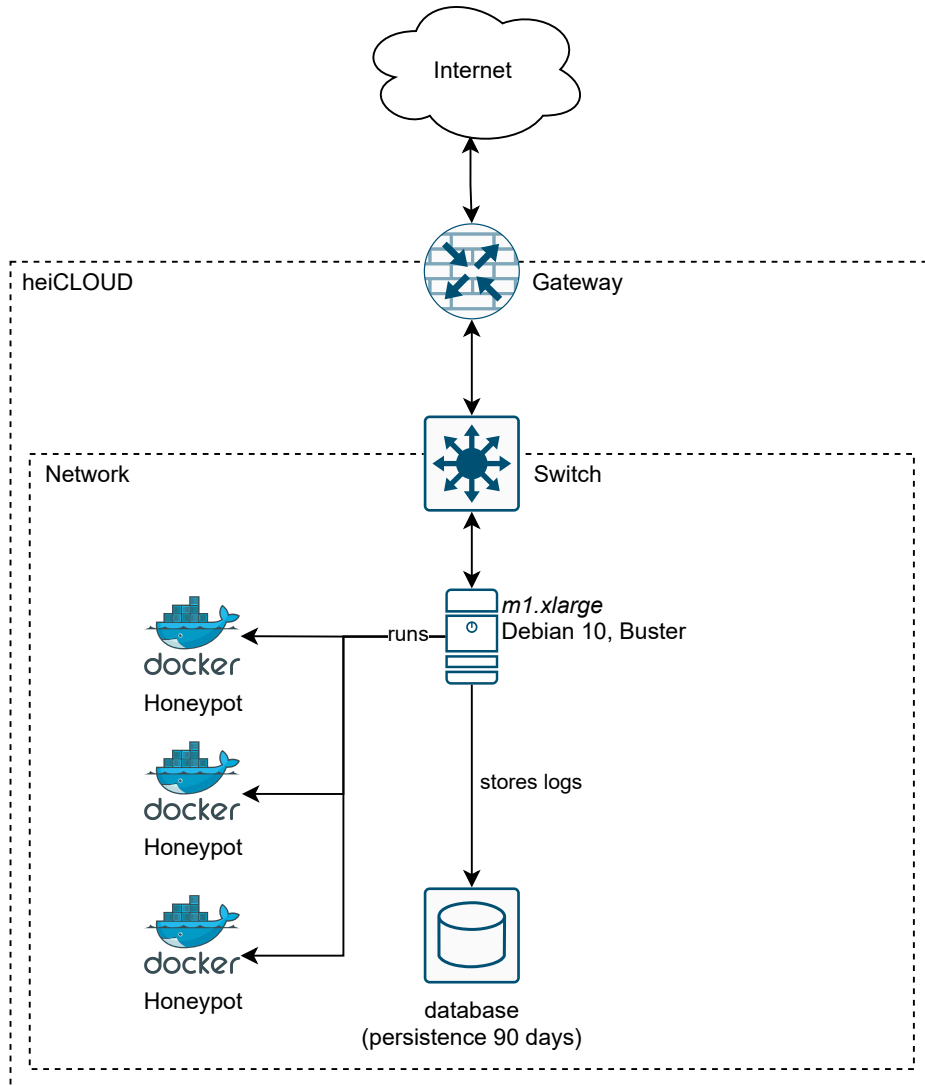 Internet
heiCLOUD
Gateway
Network
Switch
m1.xlarge
Debian 10, Buster
runs
docker
Honeypot
docker
Honeypot
stores logs
docker
Honeypot
database
(persistence 90 days)